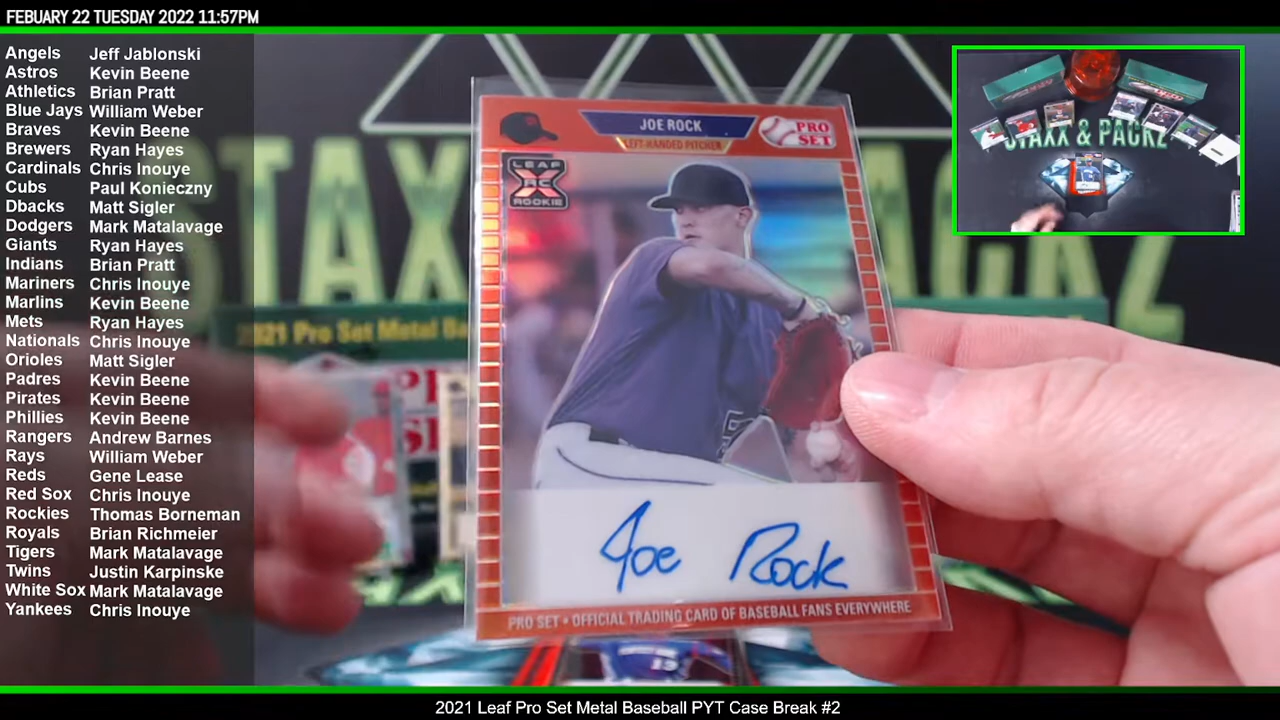 FEBUARY 22 TUESDAY 2022 11:57PM
Angels Jeff Jablonski
Astros Kevin Beene
Athletics Brian Pratt
Blue Jays William Weber
Braves Kevin Beene
Brewers Ryan Hayes
Cardinals Chris Inouye
Cubs Paul Konieczny
Dbacks Matt Sigler
Dodgers Mark Matalavage
Giants Ryan Hayes
Indians Brian Pratt
Mariners Chris Inouye
Marlins Kevin Beene
Mets Ryan Hayes
Nationals Chris Inouye
Orioles Matt Sigler
Padres Kevin Beene
Pirates Kevin Beene
Phillies Kevin Beene
Rangers Andrew Barnes
Rays William Weber
Reds Gene Lease
Red Sox Chris Inouye
Rockies Thomas Borneman
Royals Brian Richmeier
Tigers Mark Matalavage
Twins Justin Karpinske
White Sox Mark Matalavage
Yankees Chris Inouye
JOE ROCK
LEFT-HANDED PITCHER
PRO
SET
LEAF
X
RC
ROOKIE
Joe Rock
PRO SET • OFFICIAL TRADING CARD OF BASEBALL FANS EVERYWHERE
STAXX PACKZ
2021 Pro Set Metal Ba
STAXX & PACKZ
15
2021 Leaf Pro Set Metal Baseball PYT Case Break #2